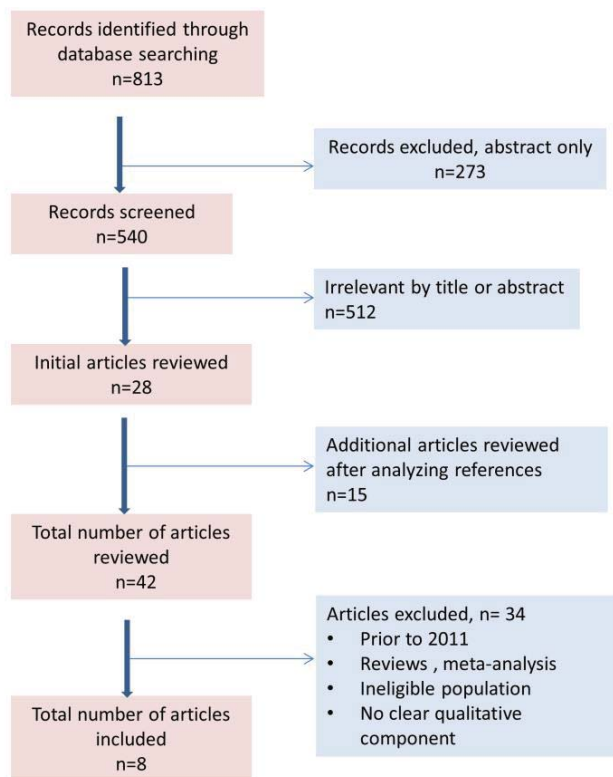 Records identified through
database searching
n=813
Records excluded, abstract only
n=273
Records screened
n=540
Irrelevant by title or abstract
n=512
Initial articles reviewed
n=28
Additional articles reviewed
after analyzing references
n=15
Total number of articles
reviewed
n=42
Articles excluded, n= 34
• Prior to 2011
• Reviews , meta-analysis
• Ineligible population
• No clear qualitative
component
Total number of articles
included
n=8